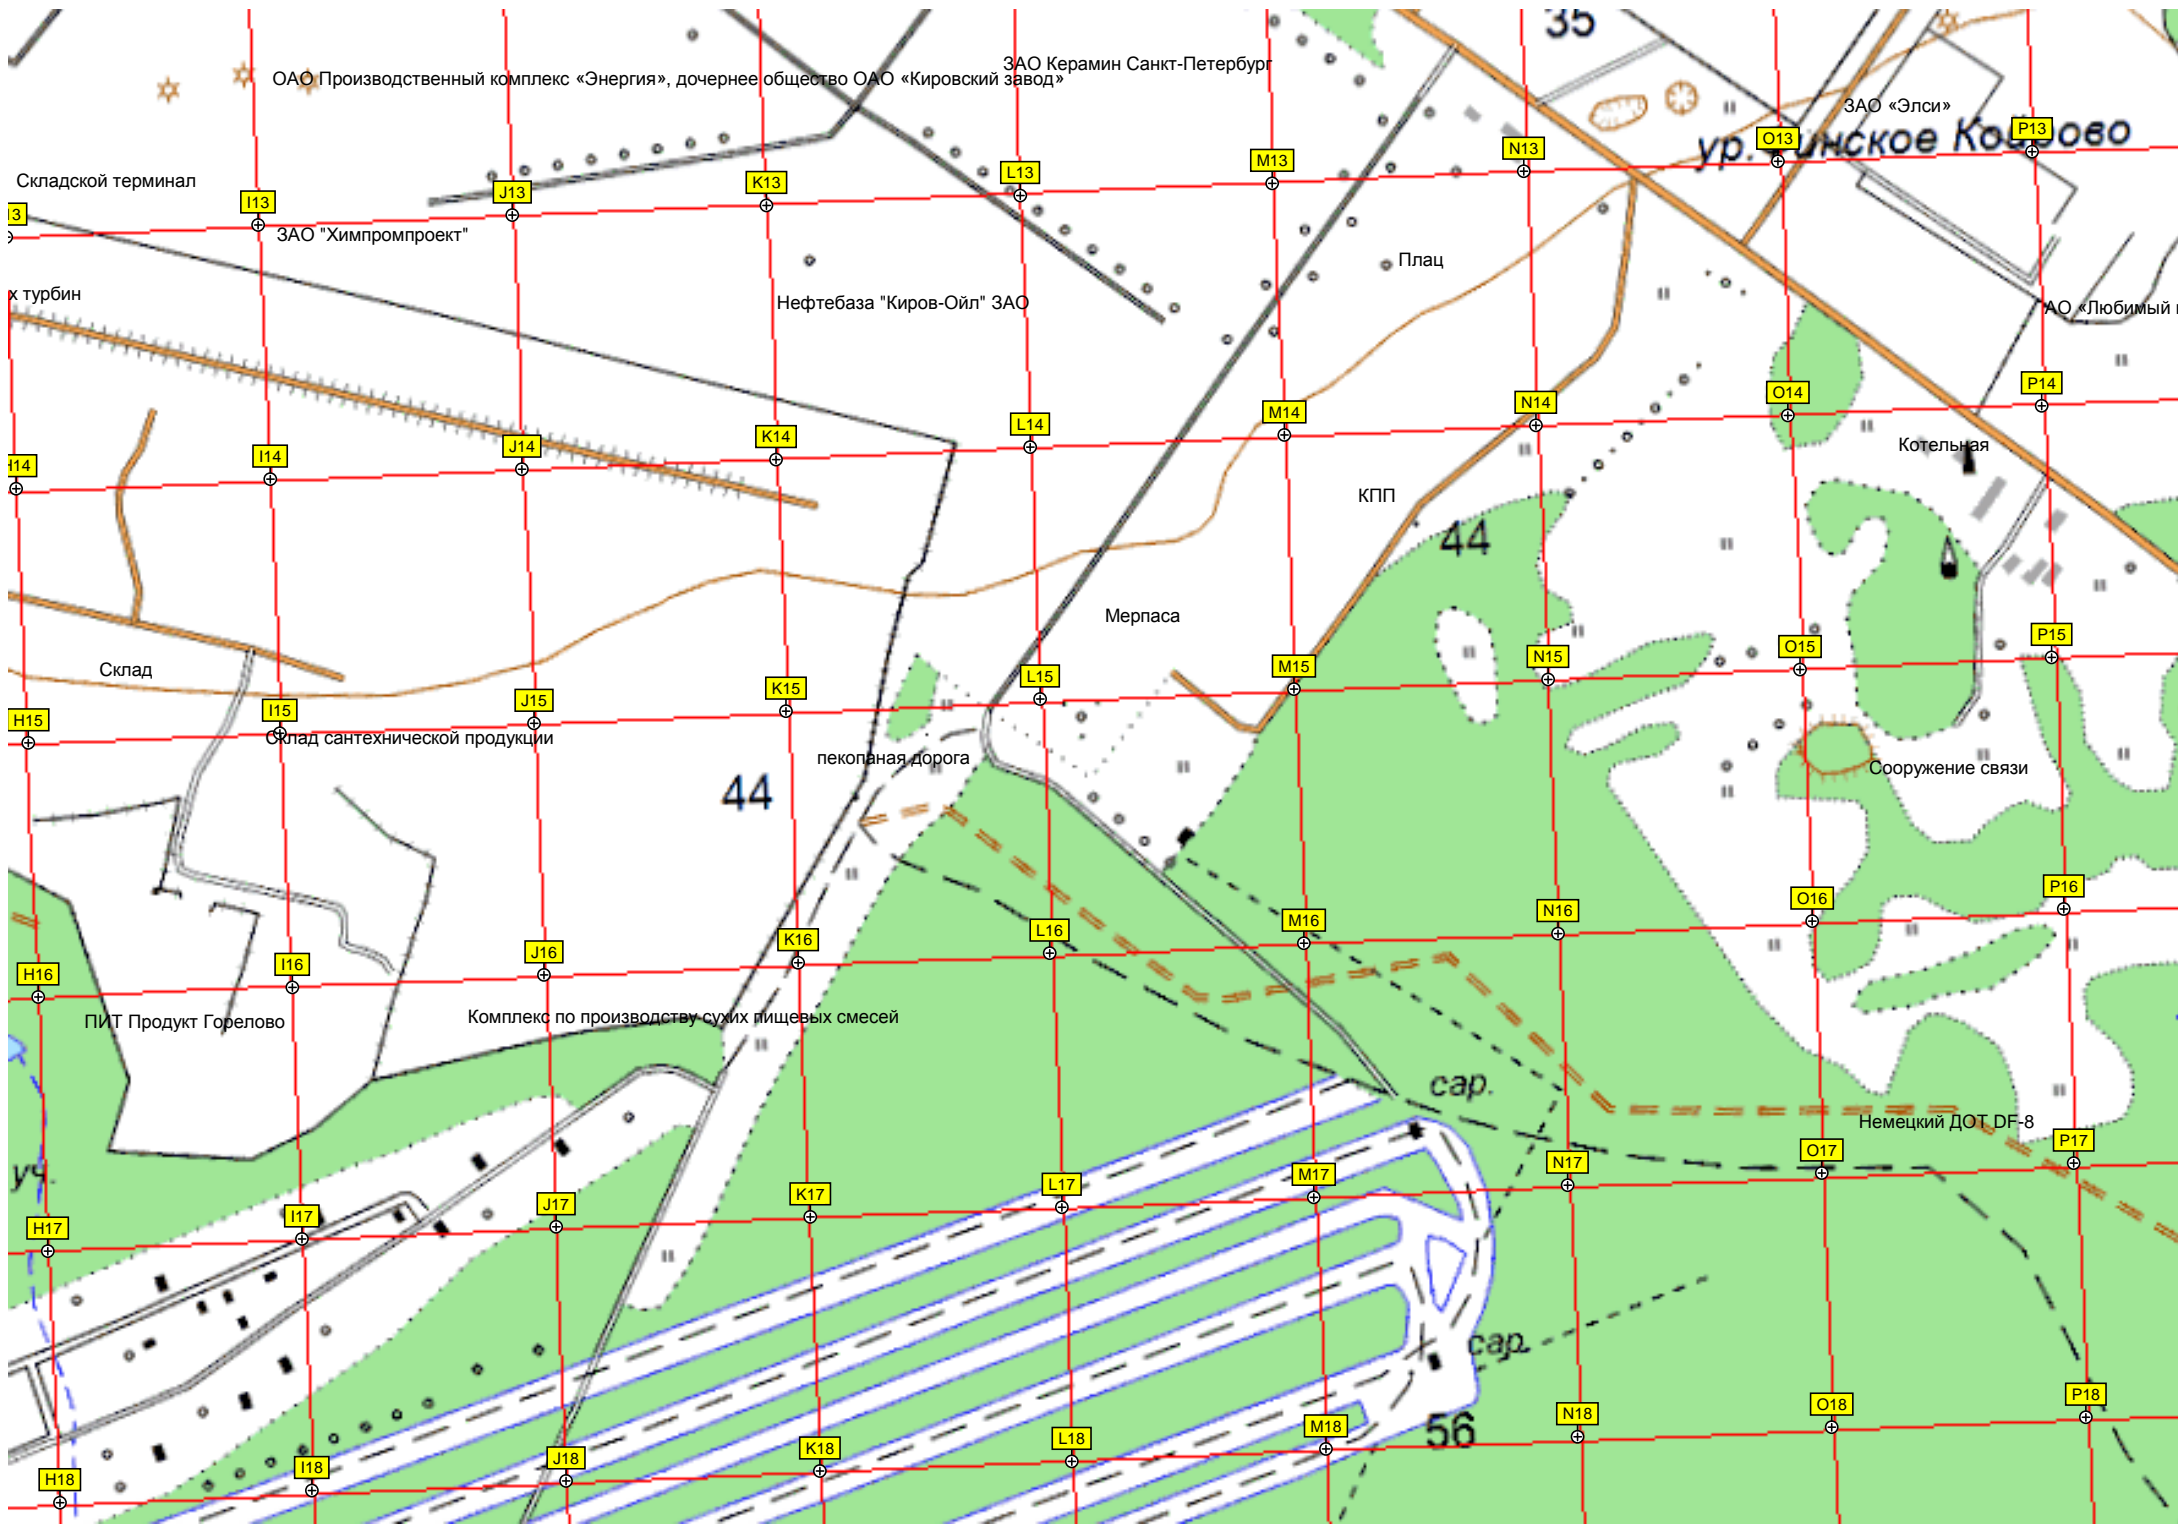 35
ЗАО Керамин Санкт-Петербург
ОАО Производственный комплекс «Энергия», дочернее общество ОАО «Кировский завод»
ЗАО «Элси»
P13
O13
N13
M13
L13
K13
J13
I13
13
Складской терминал
ЗАО "Химпромпроект"
Плац
х турбин
Нефтебаза "Киров-Ойл" ЗАО
АО «Любимый
P14
O14
N14
M14
L14
K14
J14
I14
H14
Котельная
КПП
44
Мерпаса
Склад
P15
O15
N15
M15
L15
K15
J15
I15
H15
Склад сантехнической продукции
пекопаная дорога
Сооружение связи
44
P16
O16
N16
M16
L16
K16
J16
I16
H16
ПИТ Продукт Горелово
Комплекс по производству сухих пищевых смесей
сар.
Немецкий ДОТ DF-8
уч.
P17
O17
N17
M17
L17
K17
J17
I17
H17
сар.
56
P18
O18
N18
M18
L18
K18
J18
I18
H18